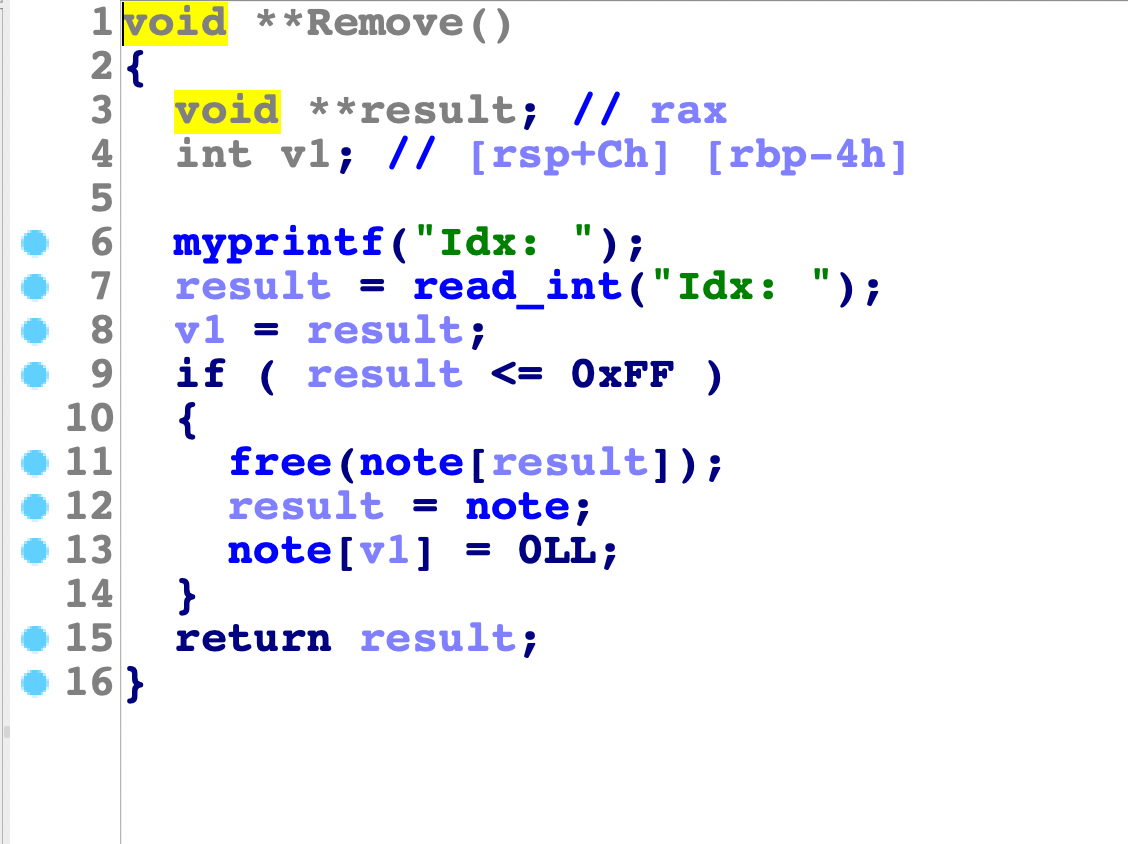 1 void **Remove()
2 {
3 void **result; // rax
4 int v1; // [rsp+Ch] [rbp-4h]
5
6 myprintf("Idx: ");
7 result = read_int("Idx: ");
8 v1 = result;
9 if ( result <= 0xFF )
10 {
11 free(note[result]);
12 result = note;
13 note[v1] = 0LL;
14 }
15 return result;
16 }